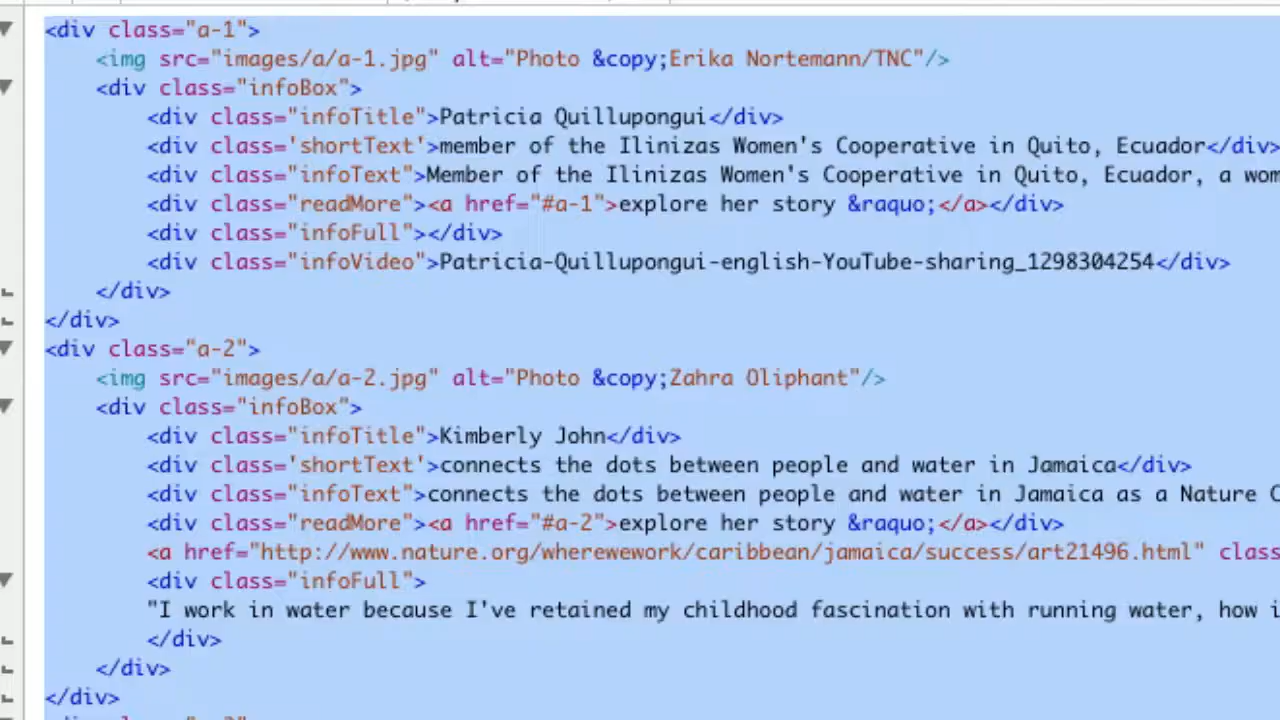 <div class="a-1">
<img src="images/a/a-1.jpg" alt="Photo &copy;Erika Nortemann/TNC"/>
<div class="infoBox">
<div class="infoTitle">Patricia Quillupongui</div>
<div class='shortText'>member of the Ilinizas Women's Cooperative in Quito, Ecuador</div>
<div class="infoText">Member of the Ilinizas Women's Cooperative in Quito, Ecuador, a wom
<div class="readMore"><a href="#a-1">explore her story &raquo;</a></div>
<div class="infoFull"></div>
<div class="infoVideo">Patricia-Quillupongui-english-YouTube-sharing_1298304254</div>
</div>
</div>
<div class="a-2">
<img src="images/a/a-2.jpg" alt="Photo &copy;Zahra Oliphant"/>
<div class="infoBox">
<div class="infoTitle">Kimberly John</div>
<div class='shortText'>connects the dots between people and water in Jamaica</div>
<div class="infoText">connects the dots between people and water in Jamaica as a Nature C
<div class="readMore"><a href="#a-2">explore her story &raquo;</a></div>
<a href="http://www.nature.org/wherewework/caribbean/jamaica/success/art21496.html" class
<div class="infoFull">
"I work in water because I've retained my childhood fascination with running water, how i
</div>
</div>
</div>